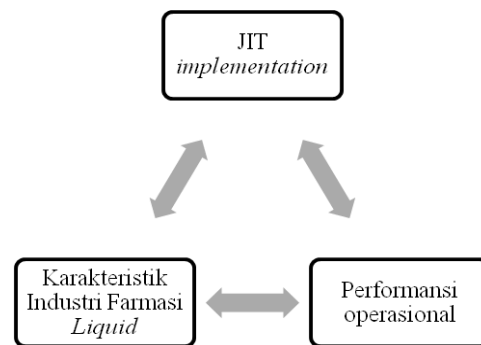 JIT
implementation
Karakteristik
Industri Farmasi
Liquid
Performansi
operasional